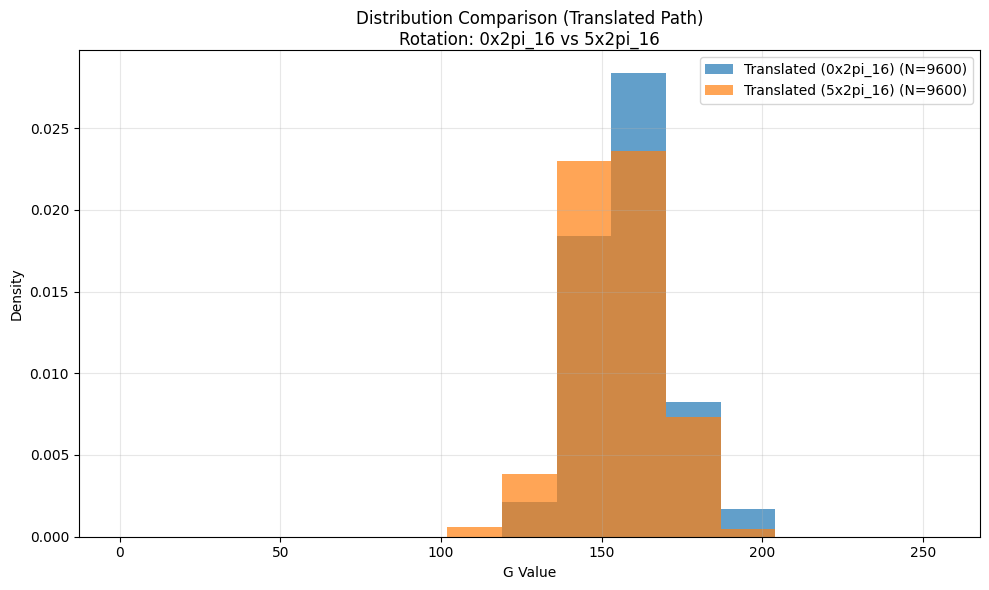 Distribution Comparison (Translated Path)
Rotation: 0x2pi_16 vs 5x2pi_16
Translated (0x2pi_16) (N=9600)
Translated (5x2pi_16) (N=9600)
Density
0.025
0.020
0.015
0.010
0.005
0.000
0 50 100 150 200 250
G Value